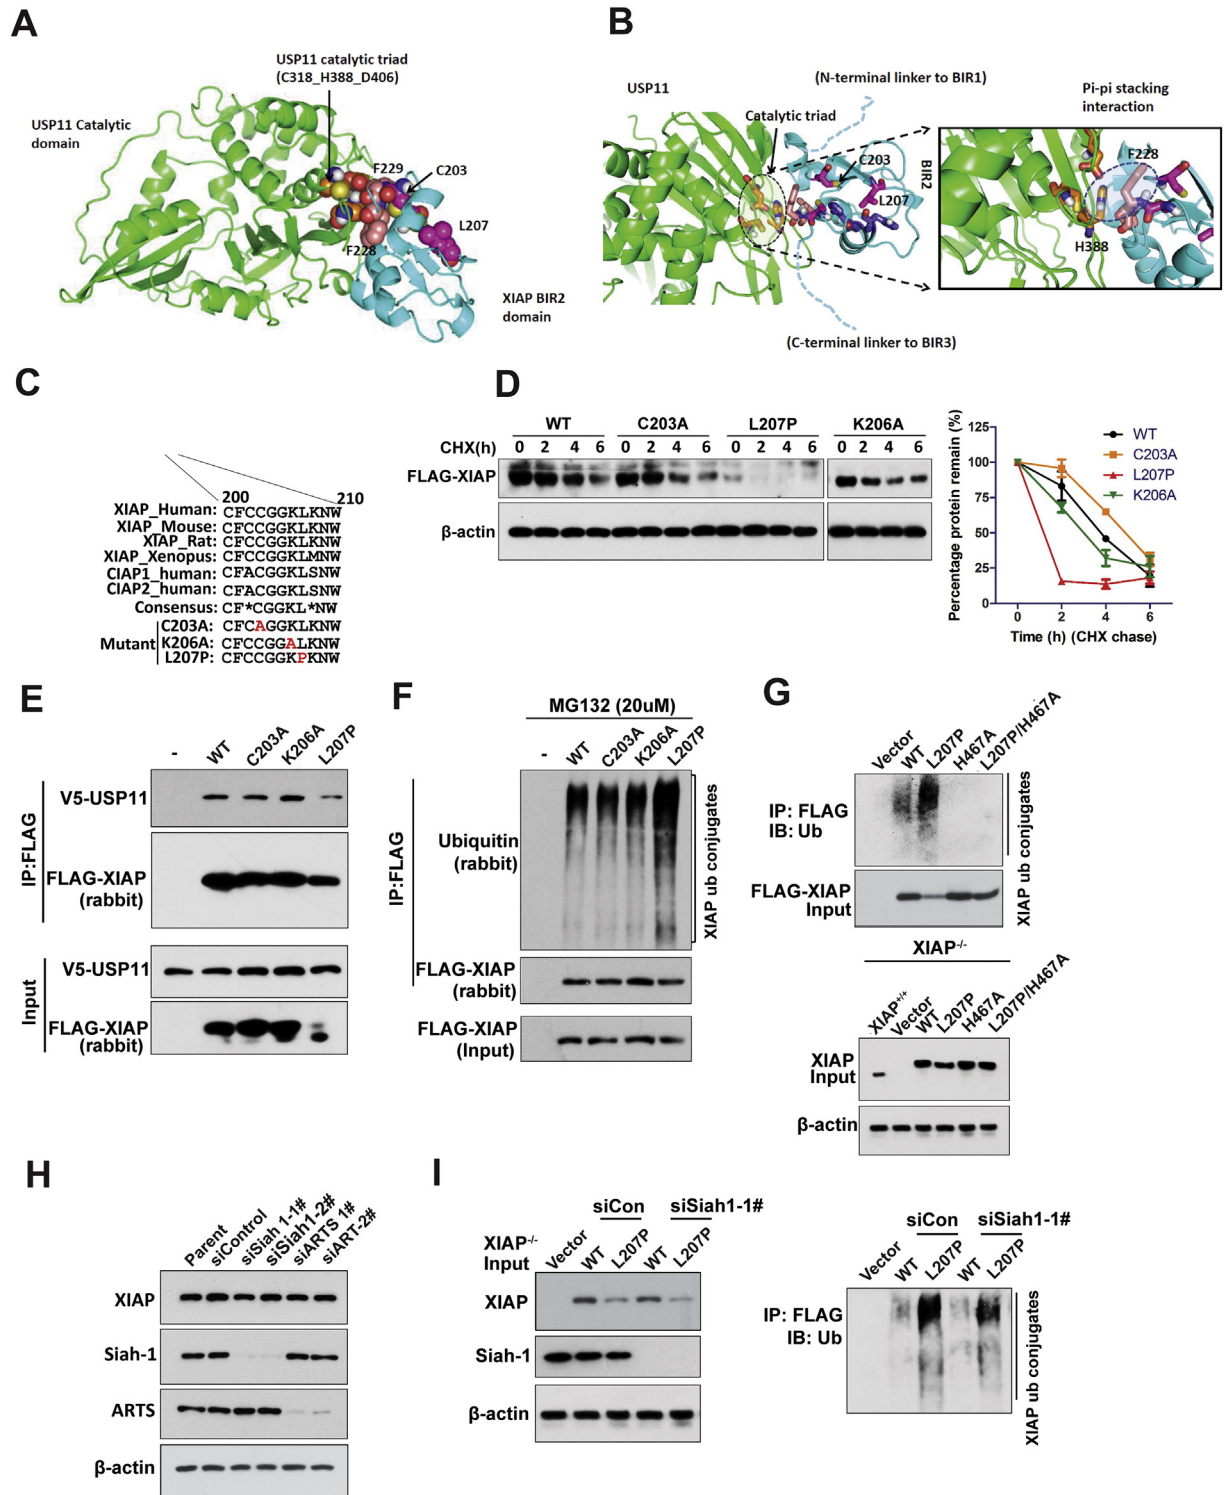 A
USP11 catalytic triad
(C318_H388_D406)
USP11 Catalytic
domain
F229
C203
L207
F228
XIAP BIR2
domain
B
USP11
(N-terminal linker to BIR1)
Pi-pi stacking
interaction
Catalytic triad
C203
L207
BIR2
F228
H388
(C-terminal linker to BIR3)
C
200 210
XIAP_Human: CFCCGGKLKNW
XIAP_Mouse: CFCCGGKLKNW
XIAP_Rat: CFCCGGKLKNW
XIAP_Xenopus: CFCCGGKLMNW
CIAP1_human: CFACGGKLSNW
CIAP2_human: CFACGGKLSNW
Consensus: CF*CGGKL*NW
Mutant
C203A: CFCAGGKLKNW
K206A: CFCCGGALKNW
L207P: CFCCGGKPKNW
D
WT C203A L207P K206A
CHX(h) 0 2 4 6 0 2 4 6 0 2 4 6 0 2 4 6
FLAG-XIAP
β-actin
Percentage protein remain (%)
125
100
75
50
25
0
0 2 4 6
Time (h) (CHX chase)
WT
C203A
L207P
K206A
E
- WT C203A K206A L207P
IP:FLAG
V5-USP11
FLAG-XIAP
(rabbit)
Input
V5-USP11
FLAG-XIAP
(rabbit)
F
MG132 (20uM)
- WT C203A K206A L207P
IP:FLAG
Ubiquitin
(rabbit)
XIAP ub conjugates
FLAG-XIAP
(rabbit)
FLAG-XIAP
(Input)
G
Vector WT L207P H467A L207P/H467A
IP: FLAG
IB: Ub
XIAP ub conjugates
FLAG-XIAP
Input
XIAP-/-
XIAP+/+ Vector WT L207P H467A L207P/H467A
XIAP
Input
β-actin
H
Parent siControl siSiah 1-1# siSiah1-2# siARTS 1# siART-2#
XIAP
Siah-1
ARTS
β-actin
I
siCon siSiah1-1#
XIAP-/-
Input
Vector WT L207P WT L207P
XIAP
Siah-1
β-actin
siCon siSiah1-1#
Vector WT L207P WT L207P
IP: FLAG
IB: Ub
XIAP ub conjugates